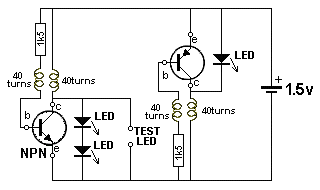 1k5
40
turns
40turns
c
b
e
NPN
LED
LED
TEST
LED
e
b
c
LED
40
turns
40turns
1k5
+
1.5v